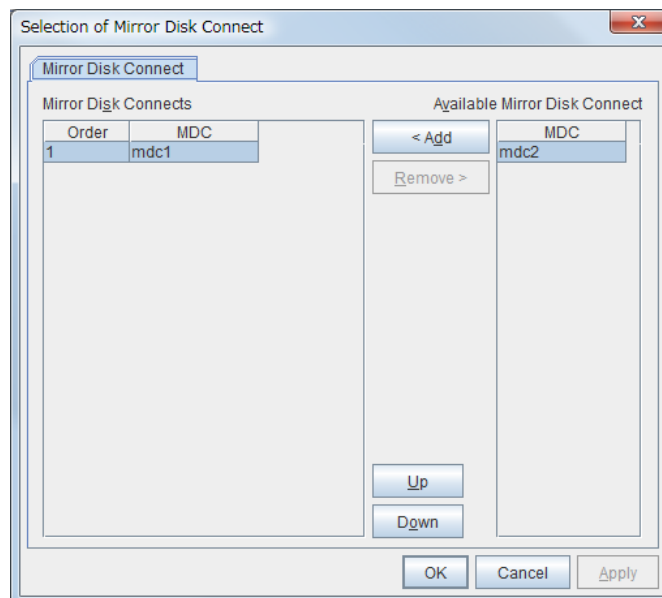 Selection of Mirror Disk Connect
Mirror Disk Connect
Mirror Disk Connects
Available Mirror Disk Connect
Order MDC
1 mdc1
< Add
Remove >
MDC
mdc2
Up
Down
OK Cancel Apply